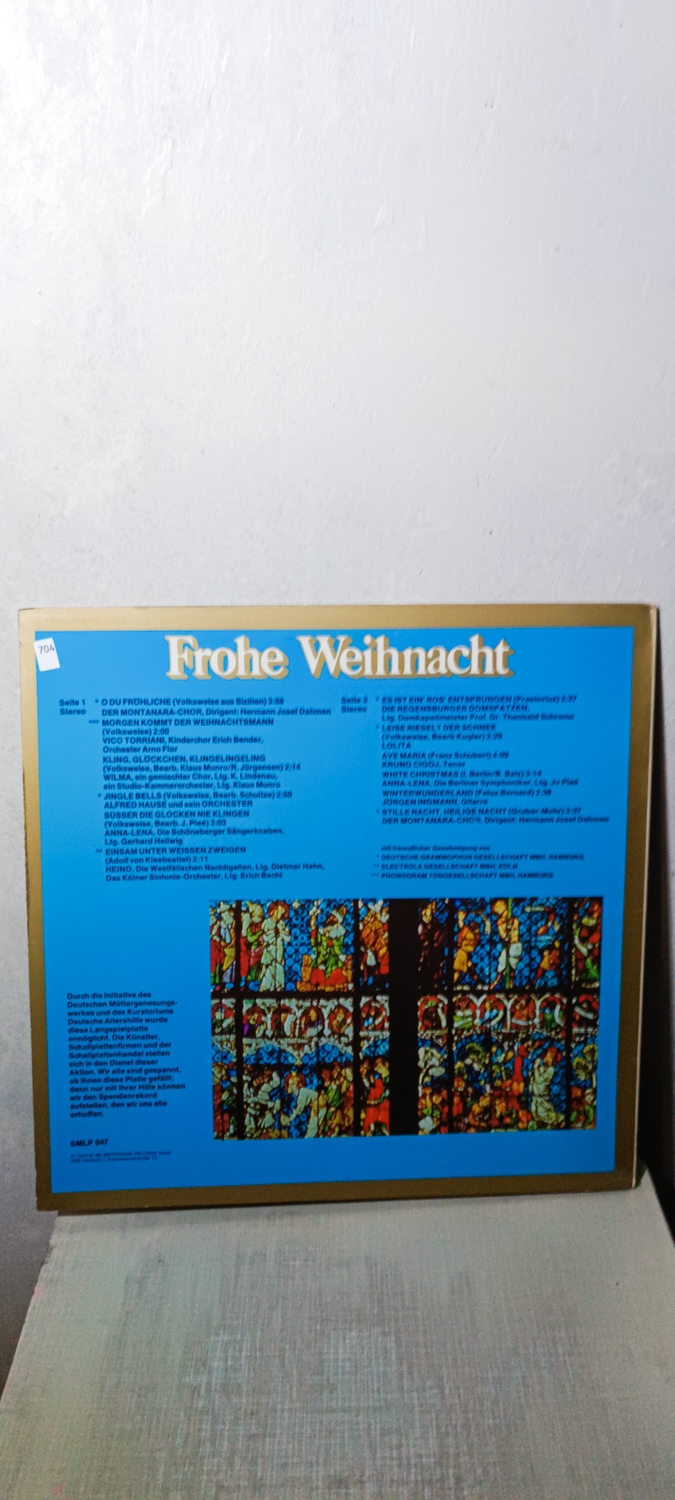 704
Frohe Weihnacht
Seite 1
Stereo
* O DU FRÖHLICHE (Volksweise aus Sizilien) 3:58
DER MONTANARA-CHOR, Dirigent: Hermann Josef Dahmen
*** MORGEN KOMMT DER WEIHNACHTSMANN
(Volksweise) 2:00
VICO TORRIANI, Kinderchor Erich Bender,
Orchester Arno Flor
KLING, GLÖCKCHEN, KLINGELINGELING
(Volksweise, Bearb. Klaus Munro/R. Jürgensen) 2:14
WILMA, ein gemischter Chor, Ltg. K. Lindenau,
ein Studio-Kammerorchester, Ltg. Klaus Munro
* JINGLE BELLS (Volksweise, Bearb. Schultze) 2:50
ALFRED HAUSE und sein ORCHESTER
SÜSSER DIE GLOCKEN NIE KLINGEN
(Volksweise, Bearb. J. Pleé) 3:03
ANNA-LENA, Die Schöneberger Sängerknaben,
Ltg. Gerhard Hellwig
** EINSAM UNTER WEISSEN ZWEIGEN
(Adolf von Kleebsattel) 2:11
HEINO, Die Westfälischen Nachtigallen, Ltg. Dietmar Hahn,
Das Kölner Sinfonie-Orchester, Ltg. Erich Becht
Seite 2
Stereo
* ES IST EIN' ROS' ENTSPRUNGEN (Praetorius) 2:37
DIE REGENSBURGER DOMSPATZEN,
Ltg. Domkapellmeister Prof. Dr. Theobald Schrems
* LEISE RIESELT DER SCHNEE
(Volksweise, Bearb Kugler) 2:29
LOLITA
AVE MARIA (Franz Schubert) 4:59
KRUNO CIGOJ, Tenor
WHITE CHRISTMAS (I. Berlin/B. Balz) 3:14
ANNA-LENA, Die Berliner Symphoniker, Ltg. Jo Pleé
WINTERWUNDERLAND (Felix Bernard) 2:38
JÜRGEN INGMANN, Gitarre
* STILLE NACHT, HEILIGE NACHT (Gruber-Mohr) 3:37
DER MONTANARA-CHOR, Dirigent: Hermann Josef Dahmen
mit freundlicher Genehmigung von
* DEUTSCHE GRAMMOPHON GESELLSCHAFT MBH, HAMBURG
** ELECTROLA GESELLSCHAFT MBH, KÖLN
*** PHONOGRAM TONGESELLSCHAFT MBH, HAMBURG
Durch die Initiative des
Deutschen Müttergenesungs-
werkes und des Kuratoriums
Deutsche Altershilfe wurde
diese Langspielplatte
ermöglicht. Die Künstler,
Schallplattenfirmen und der
Schallplattenhandel stellen
sich in den Dienst dieser
Aktion. Wir alle sind gespannt,
ob Ihnen diese Platte gefällt;
denn nur mit Ihrer Hilfe können
wir den Spendenrekord
aufstellen, den wir uns alle
erhoffen.
SMLP 047